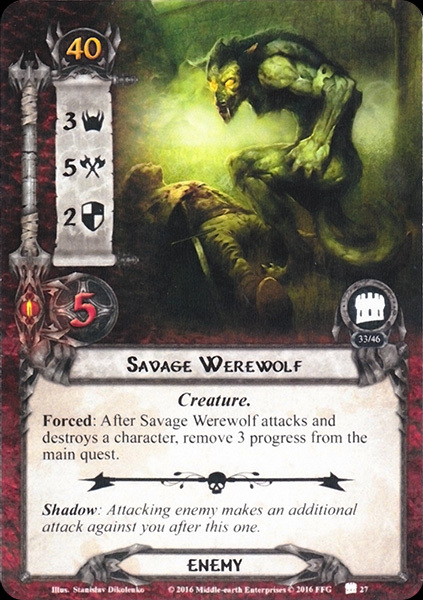 40
3
5
2
5
33/46
Savage Werewolf
Creature.
Forced: After Savage Werewolf attacks and
destroys a character, remove 3 progress from the
main quest.
Shadow: Attacking enemy makes an additional
attack against you after this one.
ENEMY
Illus. Stanislav Dikolenko © 2016 Middle-earth Enterprises © 2016 FFG 27